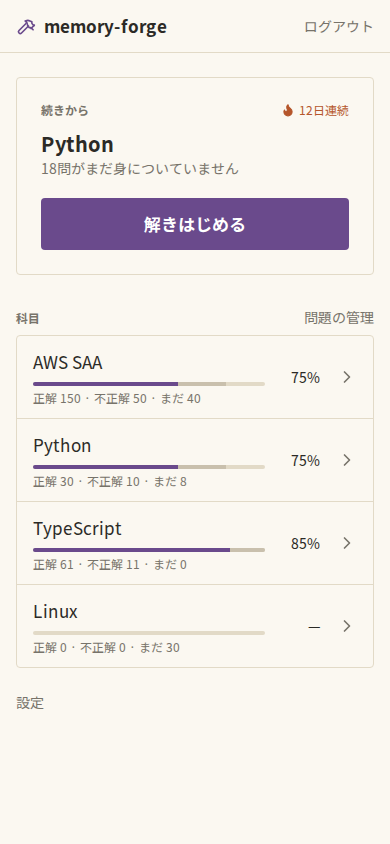 memory-forge
ログアウト
続きから
12日連続
Python
18問がまだ身についていません
解きはじめる
科目
問題の管理
AWS SAA
75%
正解 150 · 不正解 50 · まだ 40
Python
75%
正解 30 · 不正解 10 · まだ 8
TypeScript
85%
正解 61 · 不正解 11 · まだ 0
Linux
—
正解 0 · 不正解 0 · まだ 30
設定